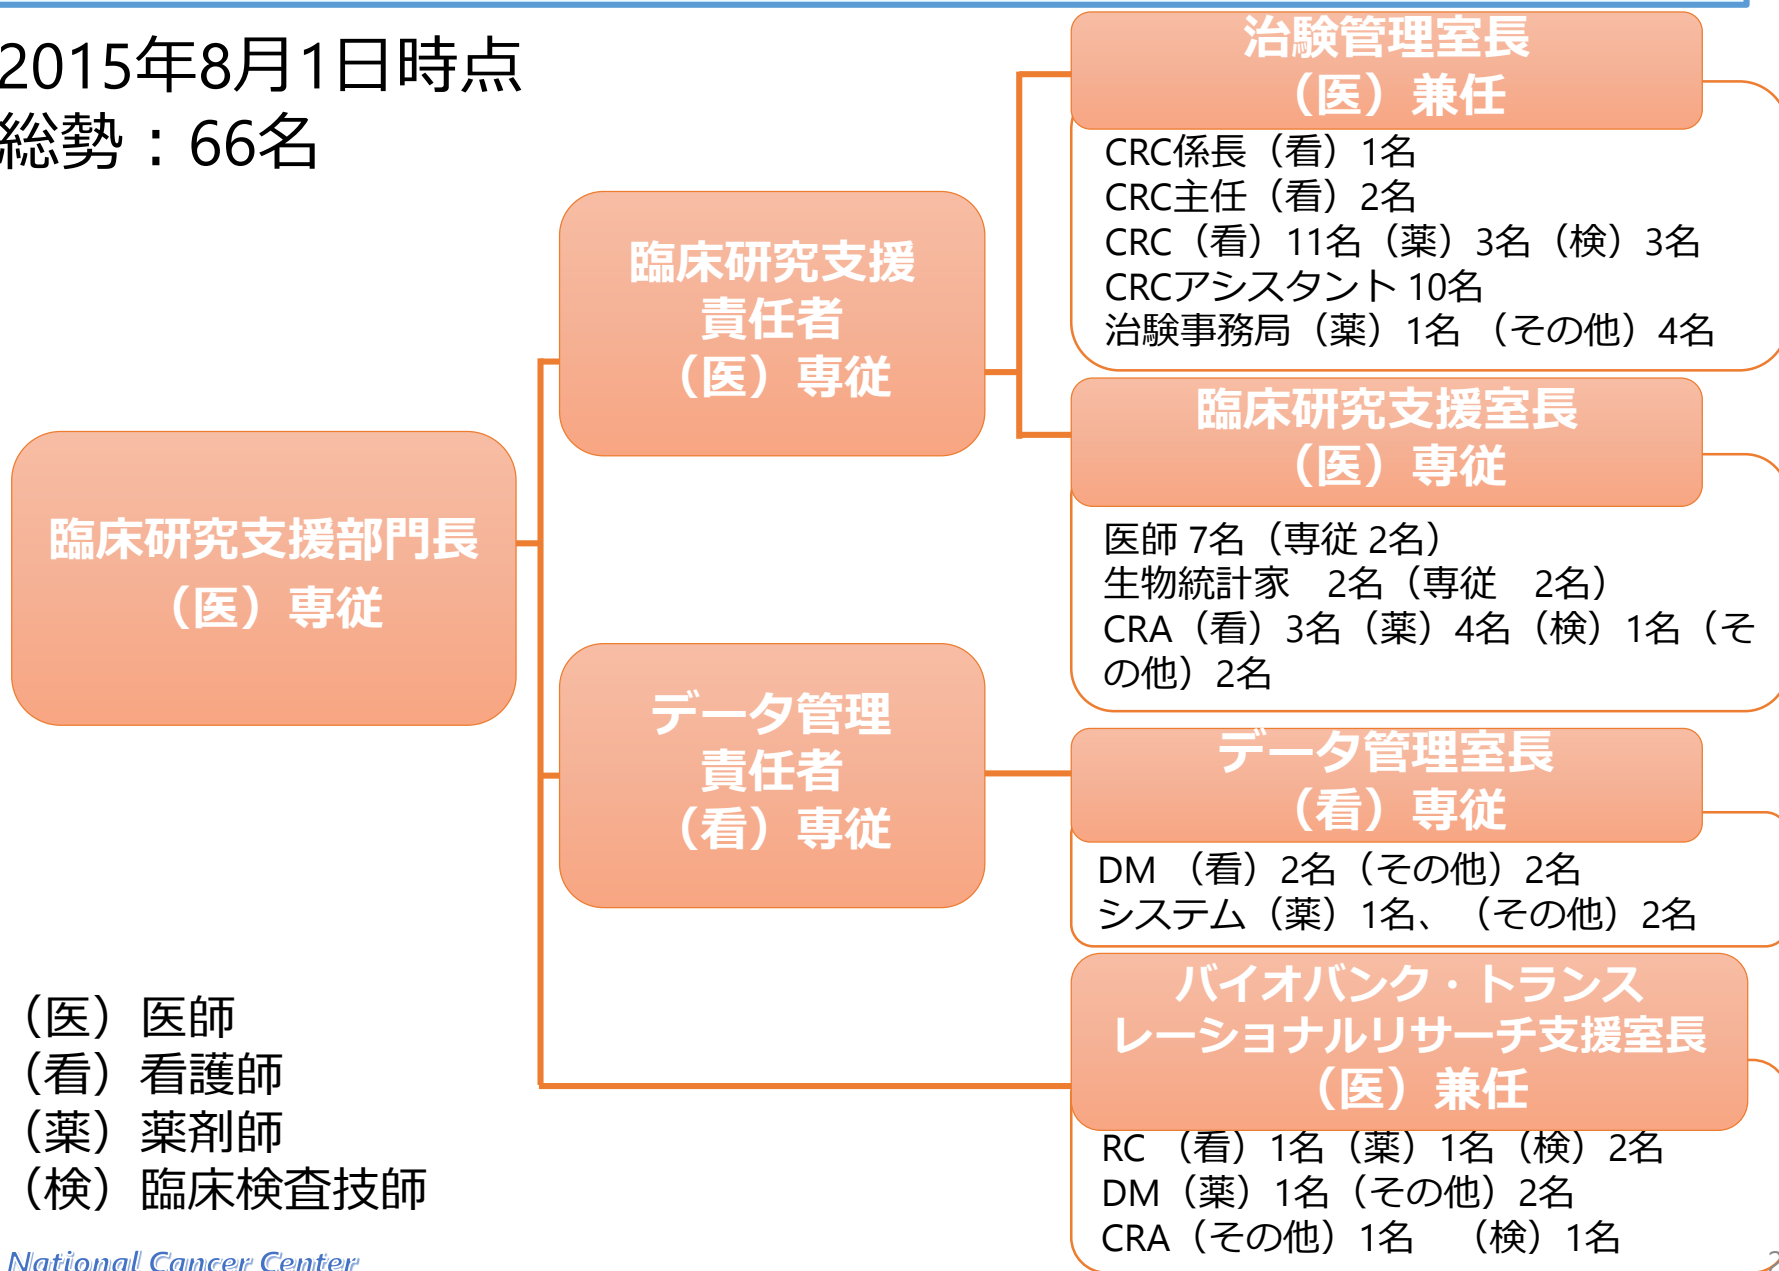 2015年8月1日時点
総勢：66名
臨床研究支援部門長
（医）専従
臨床研究支援
責任者
（医）専従
データ管理
責任者
（看）専従
治験管理室長
（医）兼任
CRC係長（看）1名
CRC主任（看）2名
CRC（看）11名（薬）3名（検）3名
CRCアシスタント 10名
治験事務局（薬）1名 （その他）4名
臨床研究支援室長
（医）専従
医師 7名（専従 2名）
生物統計家　2名（専従　2名）
CRA（看）3名（薬）4名（検）1名（そ
の他）2名
データ管理室長
（看）専従
DM （看）2名（その他）2名
システム（薬）1名、（その他）2名
バイオバンク・トランス
レーショナルリサーチ支援室長
（医）兼任
RC （看）1名（薬）1名（検）2名
DM（薬）1名（その他）2名
CRA（その他）1名　（検）1名
（医）医師
（看）看護師
（薬）薬剤師
（検）臨床検査技師
National Cancer Center